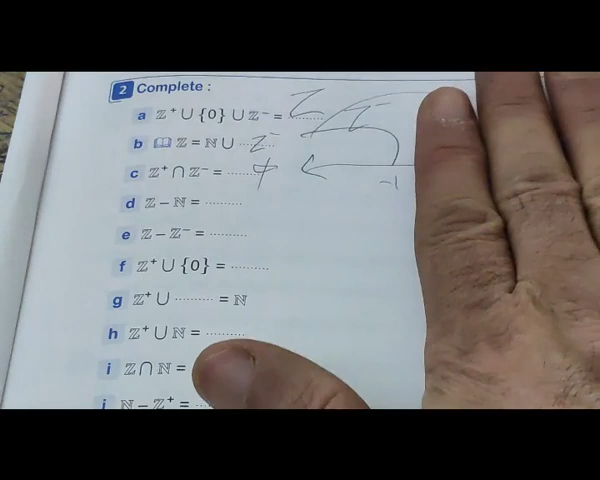 2 Complete :
a ℤ⁺ ∪ {0} ∪ ℤ⁻ = ........ Z
Z⁻
b ℤ = ℕ ∪ ........ Z⁻
c ℤ⁺ ∩ ℤ⁻ = ........ ϕ
-1
d ℤ – ℕ = ..........
e ℤ – ℤ⁻ = ..........
f ℤ⁺ ∪ {0} = ..........
g ℤ⁺ ∪ .......... = ℕ
h ℤ⁺ ∪ ℕ = ..........
i ℤ ∩ ℕ =
j ℕ – ℤ⁺ = ...